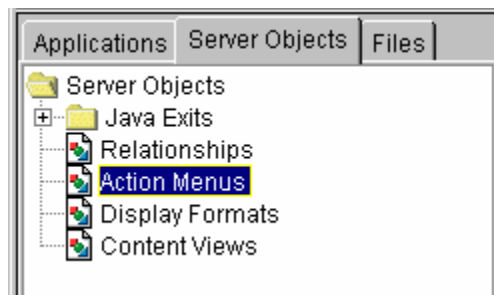 Applications Server Objects Files
Server Objects
Java Exits
Relationships
Action Menus
Display Formats
Content Views